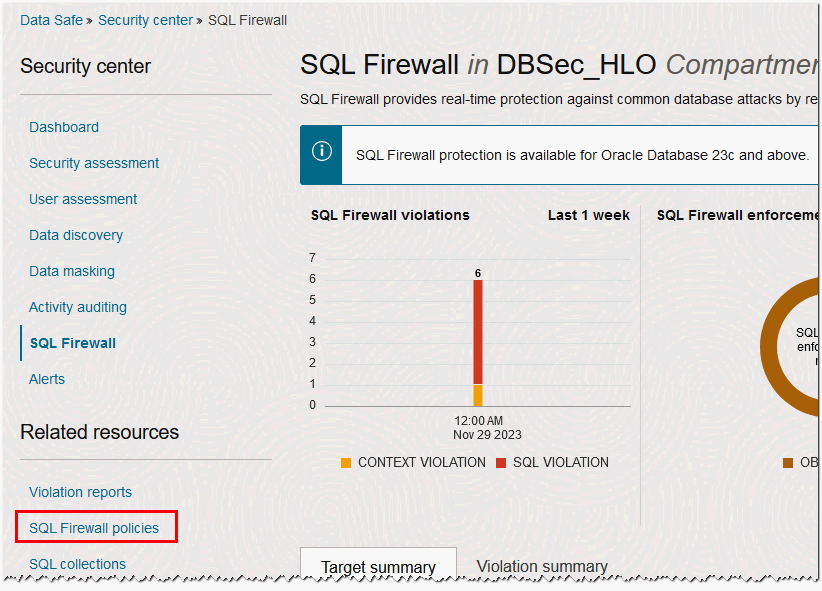 Data Safe » Security center » SQL Firewall
Security center
Dashboard
Security assessment
User assessment
Data discovery
Data masking
Activity auditing
SQL Firewall
Alerts
Related resources
Violation reports
SQL Firewall policies
SQL collections
SQL Firewall in DBSec_HLO Compartmen
SQL Firewall provides real-time protection against common database attacks by re
SQL Firewall protection is available for Oracle Database 23c and above.
SQL Firewall violations Last 1 week
7
6
5
4
3
2
1
0
6
12:00 AM
Nov 29 2023
CONTEXT VIOLATION SQL VIOLATION
SQL Firewall enforceme
SQL
enfo
OB
Target summary Violation summary